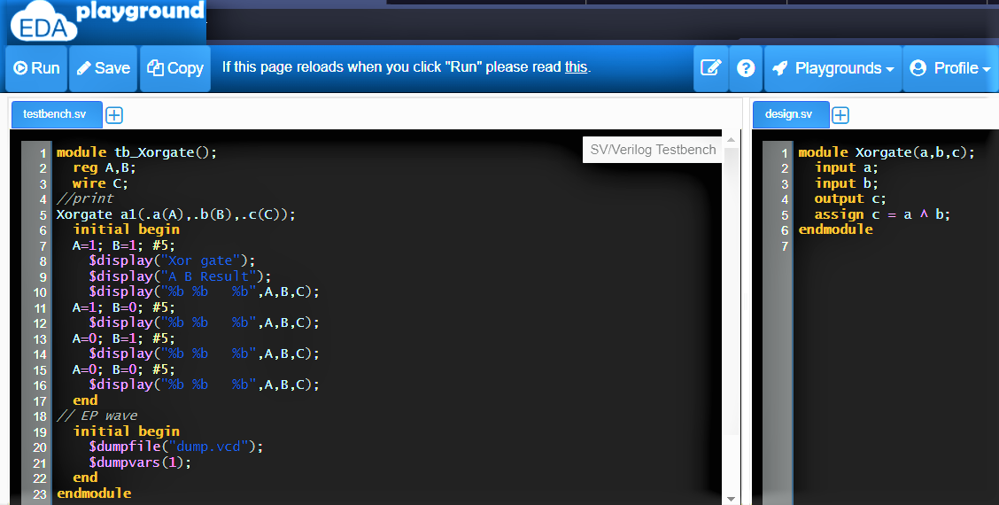 EDA playground
Run Save Copy If this page reloads when you click "Run" please read this. Playgrounds Profile
testbench.sv
SV/Verilog Testbench
1 module tb_Xorgate();
2 reg A,B;
3 wire C;
4 //print
5 Xorgate a1(.a(A),.b(B),.c(C));
6 initial begin
7 A=1; B=1; #5;
8 $display("Xor gate");
9 $display("A B Result");
10 $display("%b %b   %b",A,B,C);
11 A=1; B=0; #5;
12 $display("%b %b   %b",A,B,C);
13 A=0; B=1; #5;
14 $display("%b %b   %b",A,B,C);
15 A=0; B=0; #5;
16 $display("%b %b   %b",A,B,C);
17 end
18 // EP wave
19 initial begin
20 $dumpfile("dump.vcd");
21 $dumpvars(1);
22 end
23 endmodule
design.sv
1 module Xorgate(a,b,c);
2 input a;
3 input b;
4 output c;
5 assign c = a ^ b;
6 endmodule
7